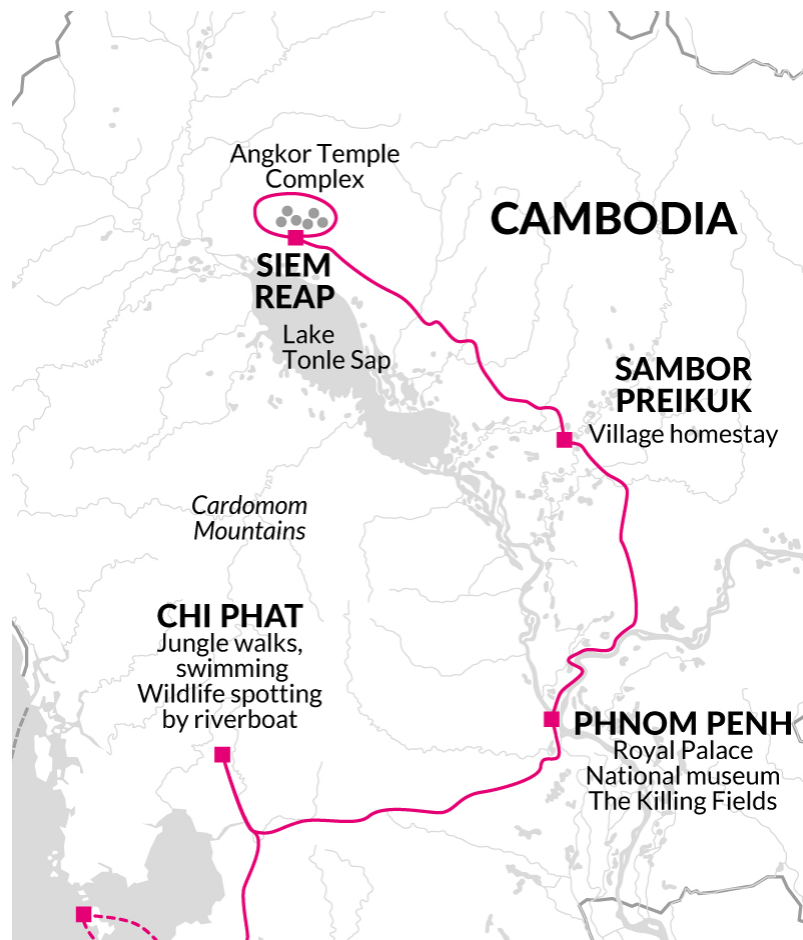 Angkor Temple
Complex
CAMBODIA
SIEM
REAP
Lake
Tonle Sap
SAMBOR
PREIKUK
Village homestay
Cardomom
Mountains
CHI PHAT
Jungle walks,
swimming
Wildlife spotting
by riverboat
PHNOM PENH
Royal Palace
National museum
The Killing Fields